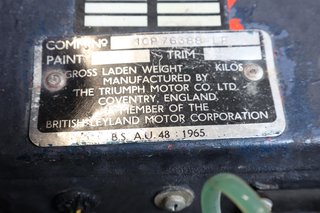 COMM. Nº
PAINT TRIM
GROSS LADEN WEIGHT KILOS
MANUFACTURED BY
THE TRIUMPH MOTOR CO. LTD.
COVENTRY, ENGLAND.
A MEMBER OF THE
BRITISH LEYLAND MOTOR CORPORATION
B.S. A.U. 48 : 1965